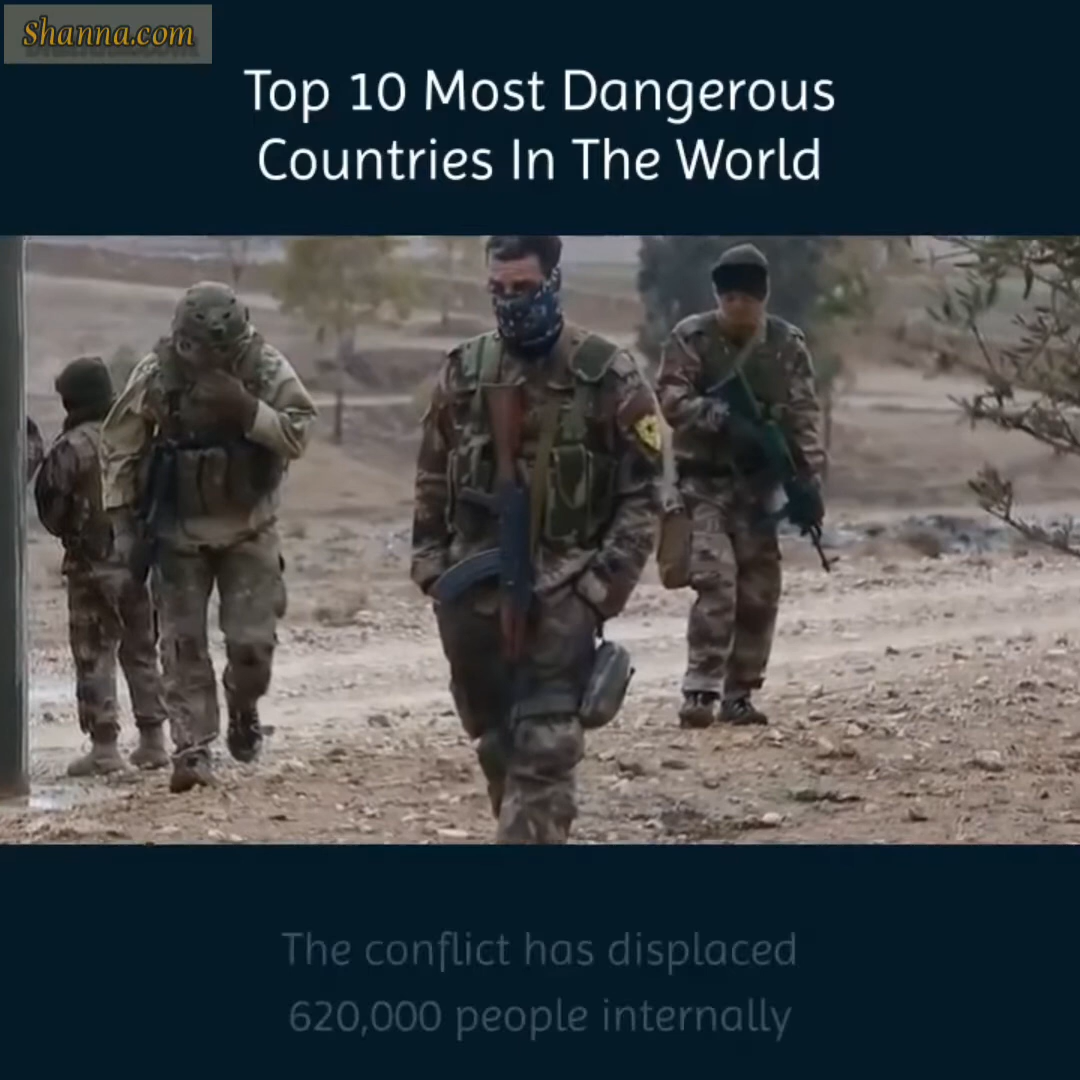 Shanna.com
Top 10 Most Dangerous
Countries In The World
The conflict has displaced
620,000 people internally